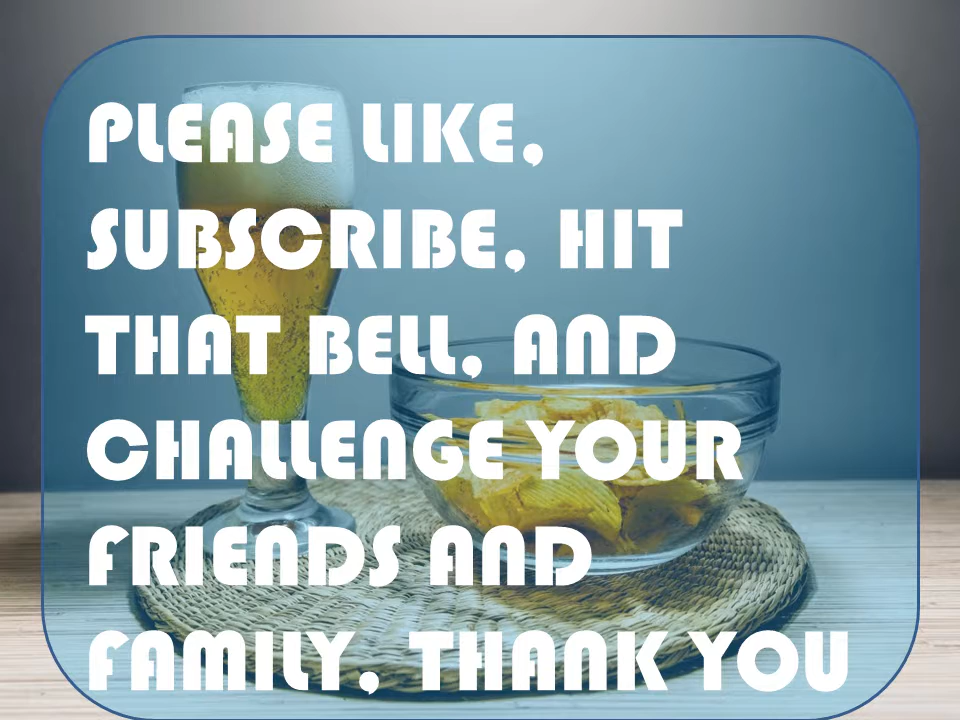 PLEASE LIKE,
SUBSCRIBE, HIT
THAT BELL, AND
CHALLENGE YOUR
FRIENDS AND
FAMILY, THANK YOU